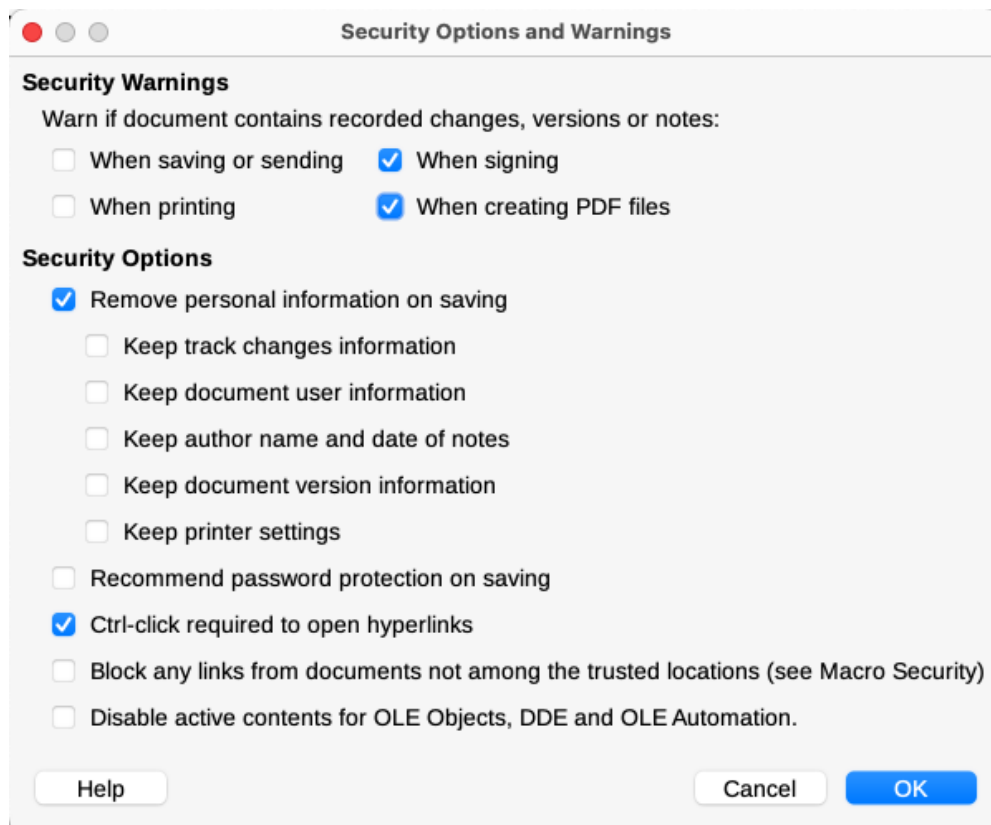 Security Options and Warnings
Security Warnings
Warn if document contains recorded changes, versions or notes:
When saving or sending When signing
When printing When creating PDF files
Security Options
Remove personal information on saving
Keep track changes information
Keep document user information
Keep author name and date of notes
Keep document version information
Keep printer settings
Recommend password protection on saving
Ctrl-click required to open hyperlinks
Block any links from documents not among the trusted locations (see Macro Security)
Disable active contents for OLE Objects, DDE and OLE Automation.
Help Cancel OK